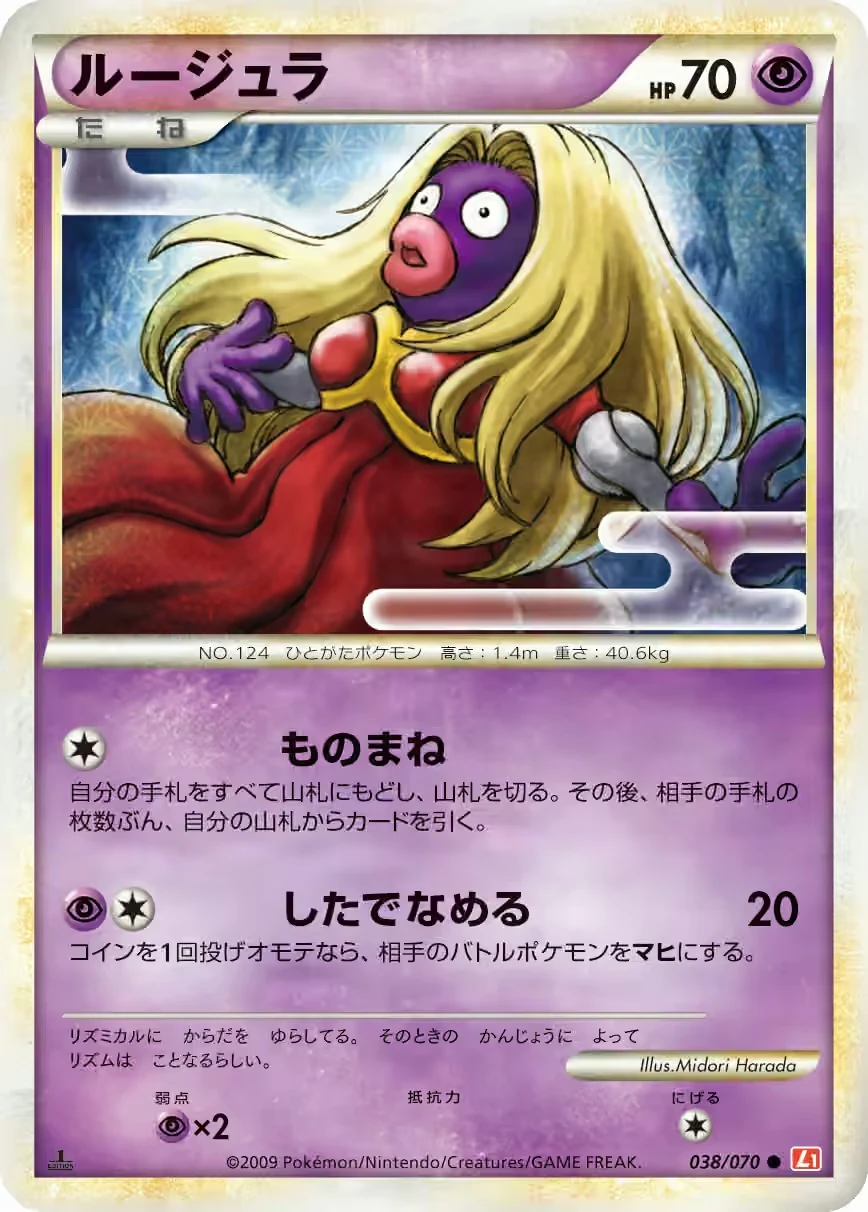 ルージュラ
HP70
たね
NO.124 ひとがたポケモン 高さ：1.4m 重さ：40.6kg
ものまね
自分の手札をすべて山札にもどし、山札を切る。その後、相手の手札の
枚数ぶん、自分の山札からカードを引く。
したでなめる 20
コインを1回投げオモテなら、相手のバトルポケモンをマヒにする。
リズミカルに からだを ゆらしてる。 そのときの かんじょうに よって
リズムは ことなるらしい。
Illus.Midori Harada
弱点 抵抗力 にげる
×2
1 EDITION ©2009 Pokémon/Nintendo/Creatures/GAME FREAK. 038/070 ● L1